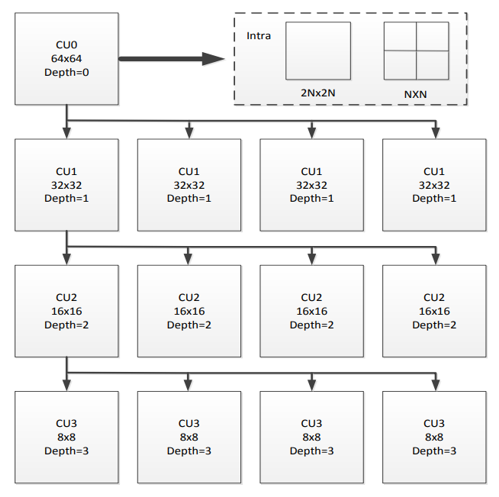 CU0
64x64
Depth=0
Intra
2Nx2N
NXN
CU1
32x32
Depth=1
CU1
32x32
Depth=1
CU1
32x32
Depth=1
CU1
32x32
Depth=1
CU2
16x16
Depth=2
CU2
16x16
Depth=2
CU2
16x16
Depth=2
CU2
16x16
Depth=2
CU3
8x8
Depth=3
CU3
8x8
Depth=3
CU3
8x8
Depth=3
CU3
8x8
Depth=3